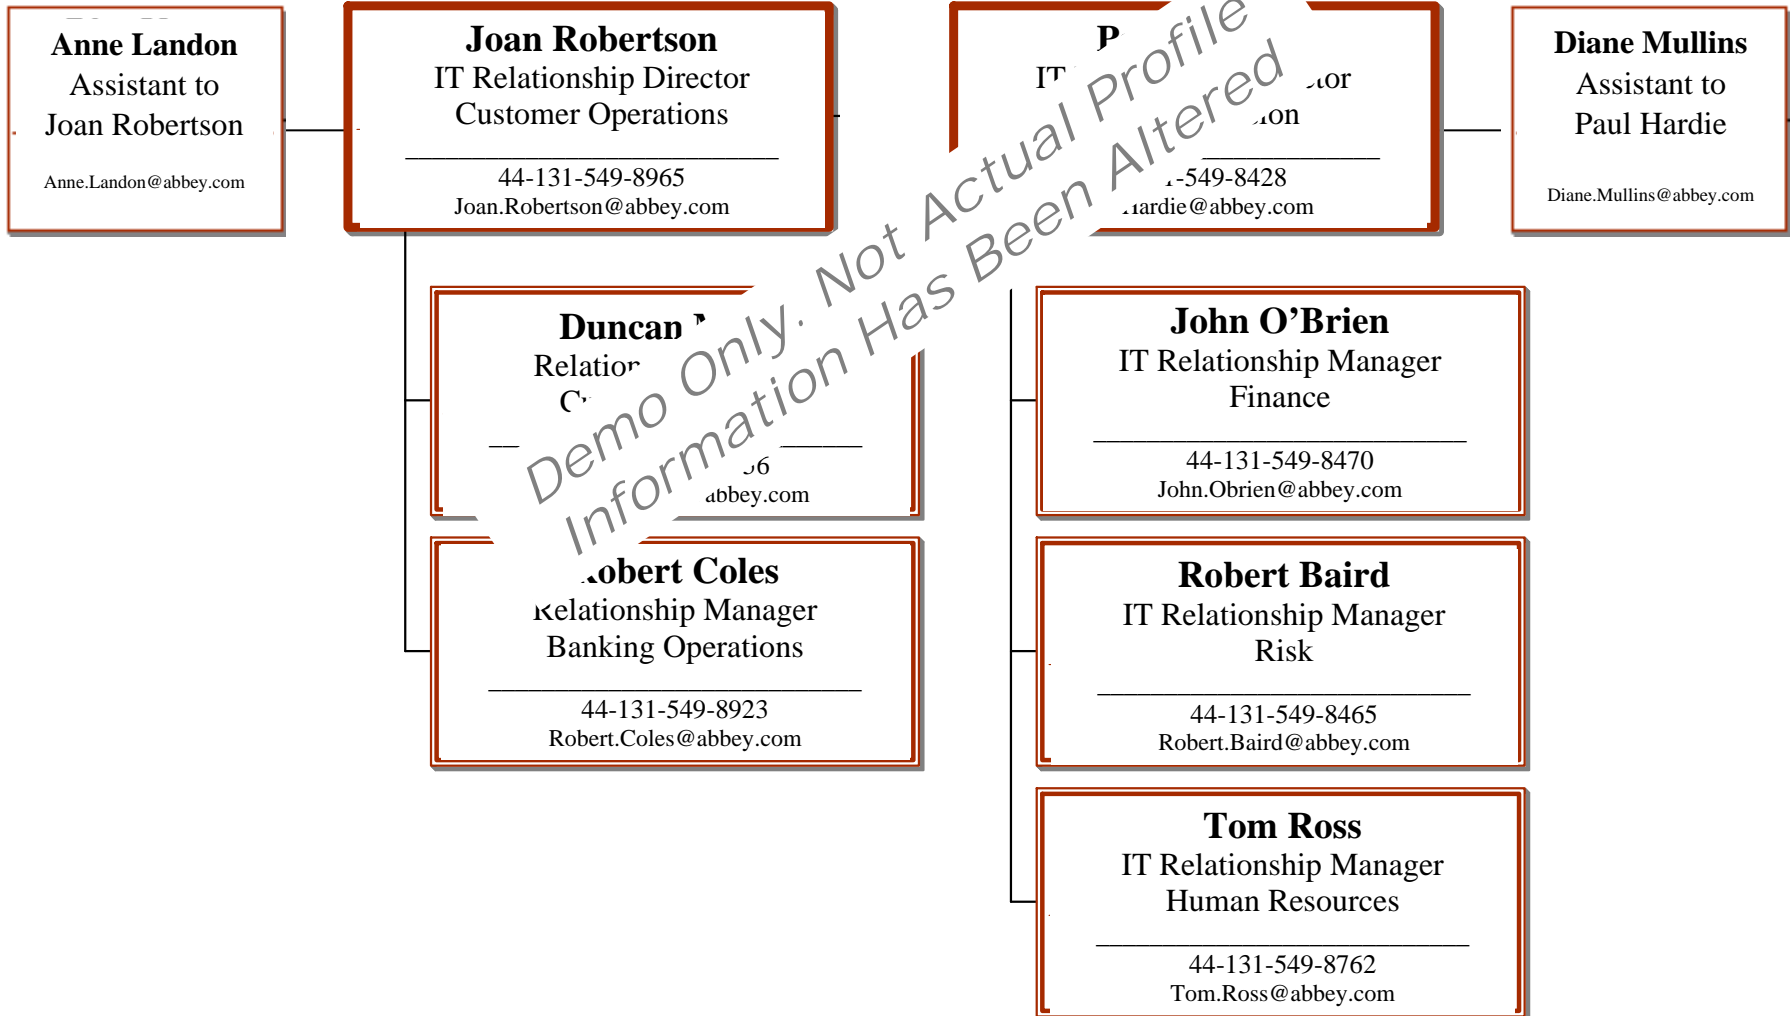 Anne Landon
Assistant to
Joan Robertson
Anne.Landon@abbey.com
Joan Robertson
IT Relationship Director
Customer Operations
44-131-549-8965
Joan.Robertson@abbey.com
IT
-549-8428
@abbey.com
Diane Mullins
Assistant to
Paul Hardie
Diane.Mullins@abbey.com
Demo Only. Not Actual Profile
Information Has Been Altered
Duncan
abbey.com
Robert Coles
Relationship Manager
Banking Operations
44-131-549-8923
Robert.Coles@abbey.com
John O’Brien
IT Relationship Manager
Finance
44-131-549-8470
John.Obrien@abbey.com
Robert Baird
IT Relationship Manager
Risk
44-131-549-8465
Robert.Baird@abbey.com
Tom Ross
IT Relationship Manager
Human Resources
44-131-549-8762
Tom.Ross@abbey.com